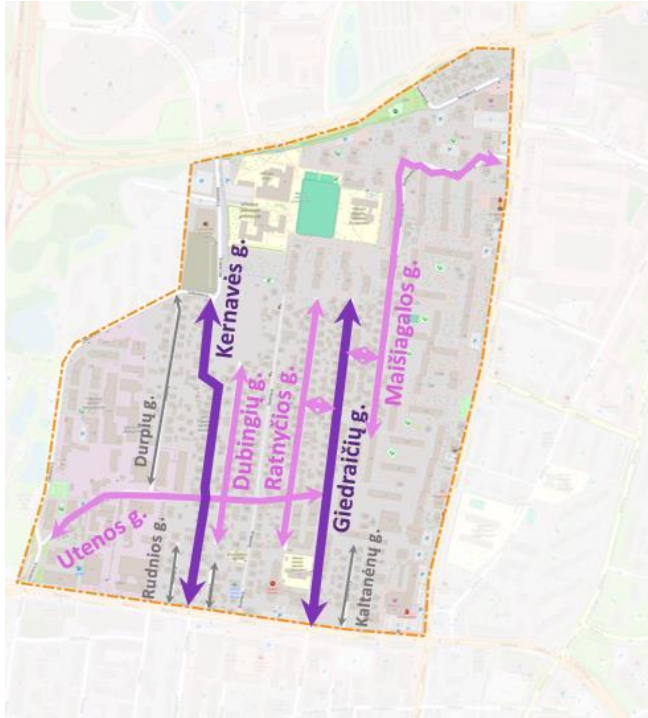 Kernavės g.
Maišiagalos g.
Giedraičių g.
Ratnyčios g.
Dubingių g.
Durpių g.
Utenos g.
Rudnios g.
Kaltanėnų g.